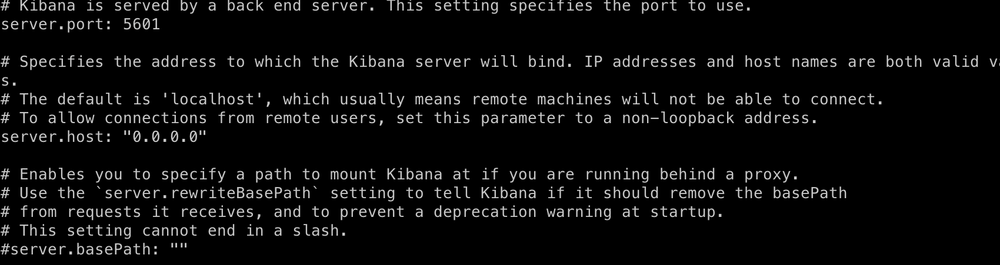 # Kibana is served by a back end server. This setting specifies the port to use.
server.port: 5601
# Specifies the address to which the Kibana server will bind. IP addresses and host names are both valid va
s.
# The default is 'localhost', which usually means remote machines will not be able to connect.
# To allow connections from remote users, set this parameter to a non-loopback address.
server.host: "0.0.0.0"
# Enables you to specify a path to mount Kibana at if you are running behind a proxy.
# Use the `server.rewriteBasePath` setting to tell Kibana if it should remove the basePath
# from requests it receives, and to prevent a deprecation warning at startup.
# This setting cannot end in a slash.
#server.basePath: ""